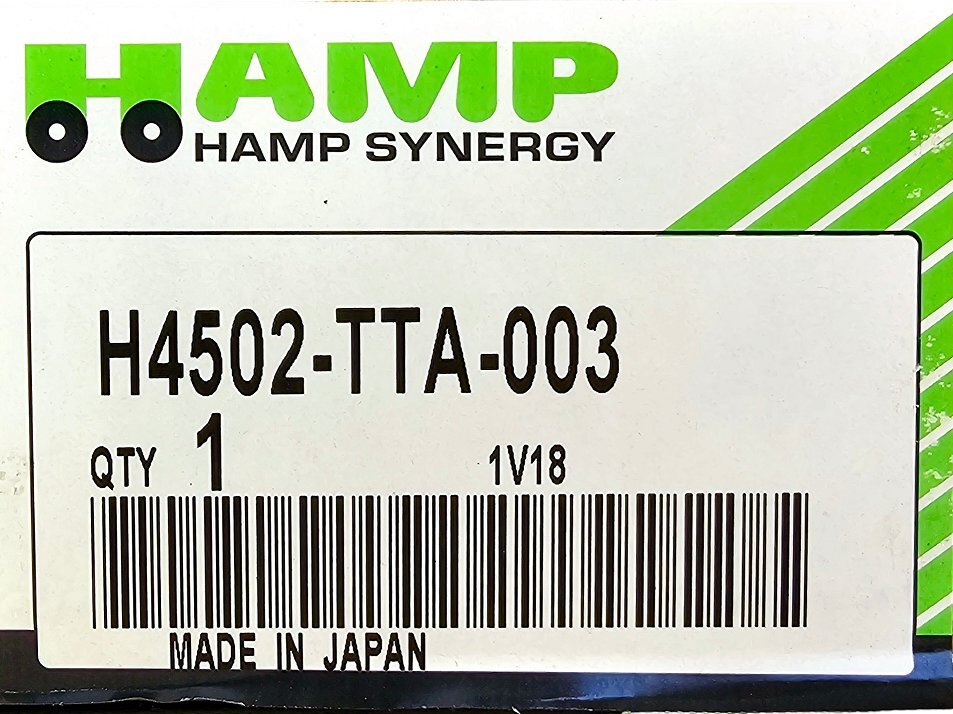 HAMP
HAMP SYNERGY
H4502-TTA-003
QTY 1 1V18
MADE IN JAPAN